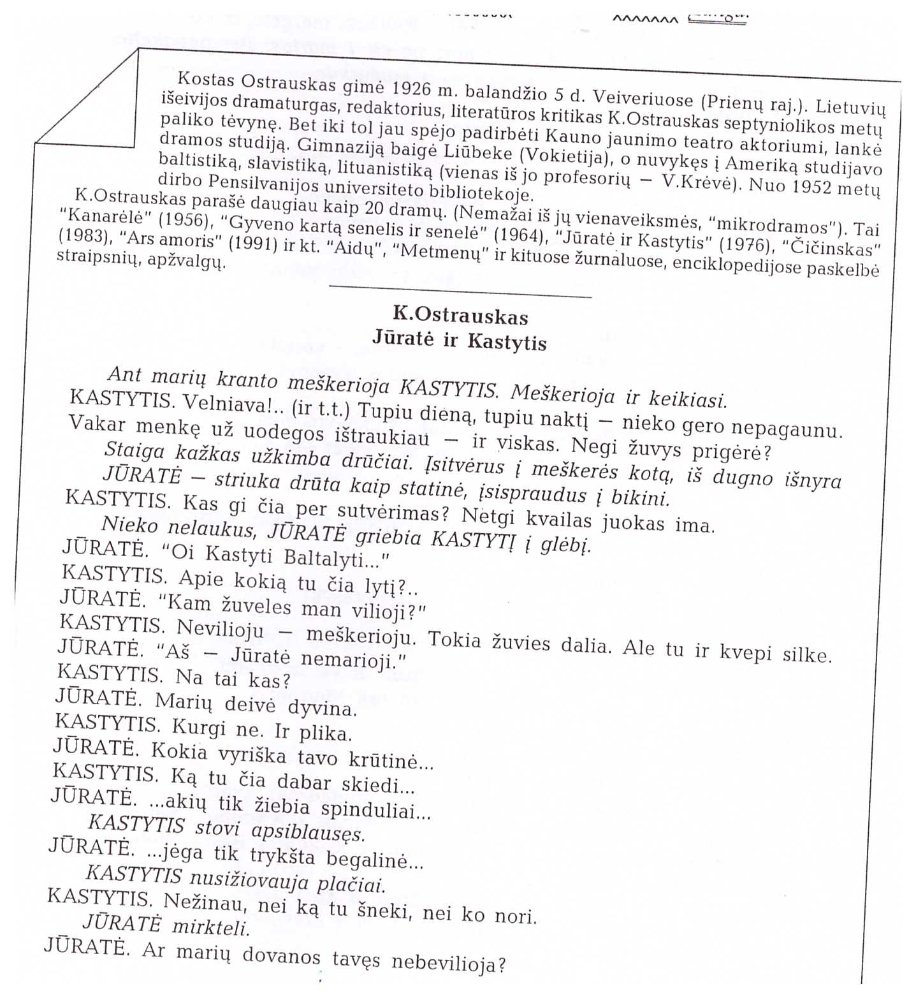 Kostas Ostrauskas gimė 1926 m. balandžio 5 d. Veiveriuose (Prienų raj.). Lietuvių
išeivijos dramaturgas, redaktorius, literatūros kritikas K.Ostrauskas septyniolikos metų
paliko tėvynę. Bet iki tol jau spėjo padirbėti Kauno jaunimo teatro aktoriumi, lankė
dramos studiją. Gimnaziją baigė Liūbeke (Vokietija), o nuvykęs į Ameriką studijavo
baltistiką, slavistiką, lituanistiką (vienas iš jo profesorių — V.Krėvė). Nuo 1952 metų
dirbo Pensilvanijos universiteto bibliotekoje.
K.Ostrauskas parašė daugiau kaip 20 dramų. (Nemažai iš jų vienaveiksmės, "mikrodramos"). Tai
"Kanarėlė" (1956), "Gyveno kartą senelis ir senelė" (1964), "Jūratė ir Kastytis" (1976), "Čičinskas"
(1983), "Ars amoris" (1991) ir kt. "Aidų", "Metmenų" ir kituose žurnaluose, enciklopedijose paskelbė
straipsnių, apžvalgų.
K.Ostrauskas
Jūratė ir Kastytis
Ant marių kranto meškerioja KASTYTIS. Meškerioja ir keikiasi.
KASTYTIS. Velniava!.. (ir t.t.) Tupiu dieną, tupiu naktį — nieko gero nepagaunu.
Vakar menkę už uodegos ištraukiau — ir viskas. Negi žuvys prigėrė?
Staiga kažkas užkimba drūčiai. Įsitvėrus į meškerės kotą, iš dugno išnyra
JŪRATĖ — striuka drūta kaip statinė, įsispraudus į bikini.
KASTYTIS. Kas gi čia per sutvėrimas? Netgi kvailas juokas ima.
Nieko nelaukus, JŪRATĖ griebia KASTYTĮ į glėbį.
JŪRATĖ. "Oi Kastyti Baltalyti..."
KASTYTIS. Apie kokią tu čia lytį?..
JŪRATĖ. "Kam žuveles man vilioji?"
KASTYTIS. Nevilioju — meškerioju. Tokia žuvies dalia. Ale tu ir kvepi silke.
JŪRATĖ. "Aš — Jūratė nemarioji."
KASTYTIS. Na tai kas?
JŪRATĖ. Marių deivė dyvina.
KASTYTIS. Kurgi ne. Ir plika.
JŪRATĖ. Kokia vyriška tavo krūtinė...
KASTYTIS. Ką tu čia dabar skiedi...
JŪRATĖ. ...akių tik žiebia spinduliai...
KASTYTIS stovi apsiblausęs.
JŪRATĖ. ...jėga tik trykšta begalinė...
KASTYTIS nusižiovauja plačiai.
KASTYTIS. Nežinau, nei ką tu šneki, nei ko nori.
JŪRATĖ mirkteli.
JŪRATĖ. Ar marių dovanos tavęs nebevilioja?